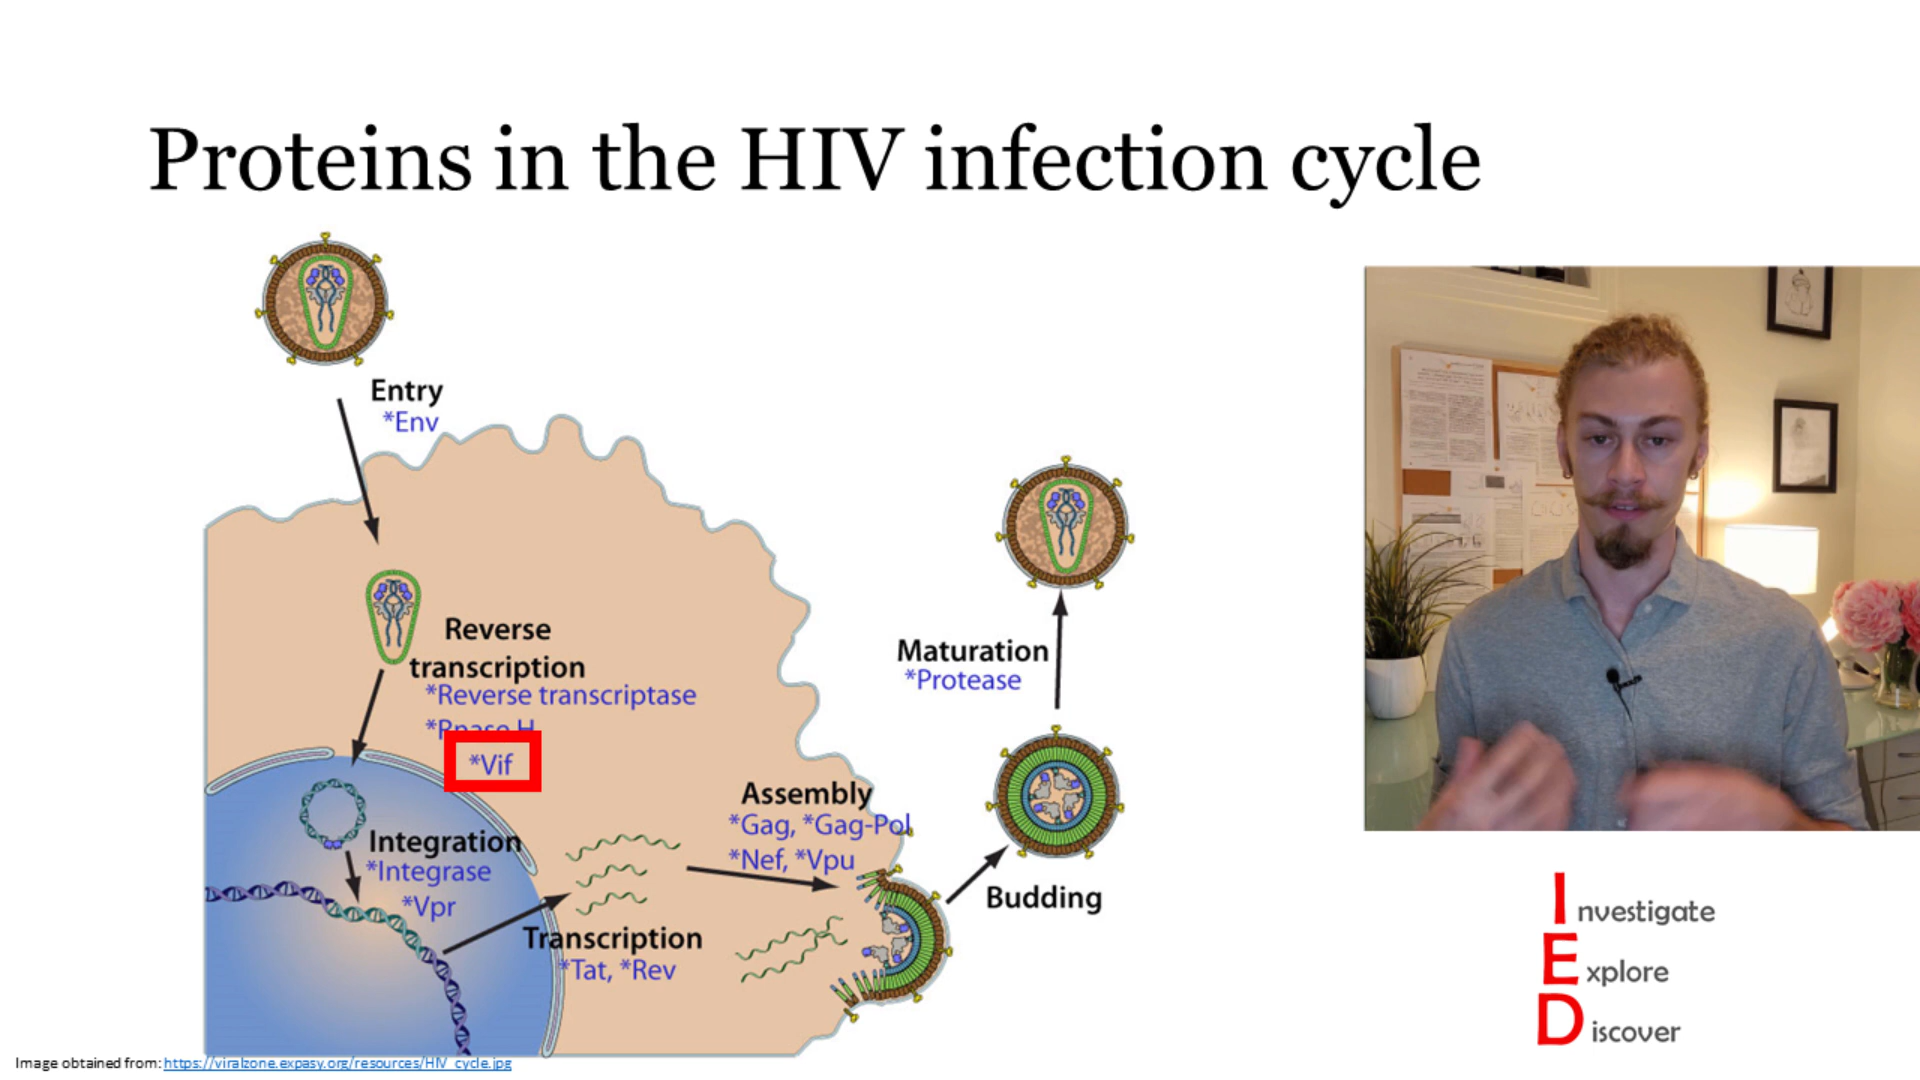 Proteins in the HIV infection cycle
Entry
*Env
Reverse
transcription
*Reverse transcriptase
*Rnase H
*Vif
Integration
*Integrase
*Vpr
Transcription
*Tat, *Rev
Assembly
*Gag, *Gag-Pol
*Nef, *Vpu
Budding
Maturation
*Protease
Investigate
Explore
Discover
Image obtained from: https://viralzone.expasy.org/resources/HIV_cycle.jpg